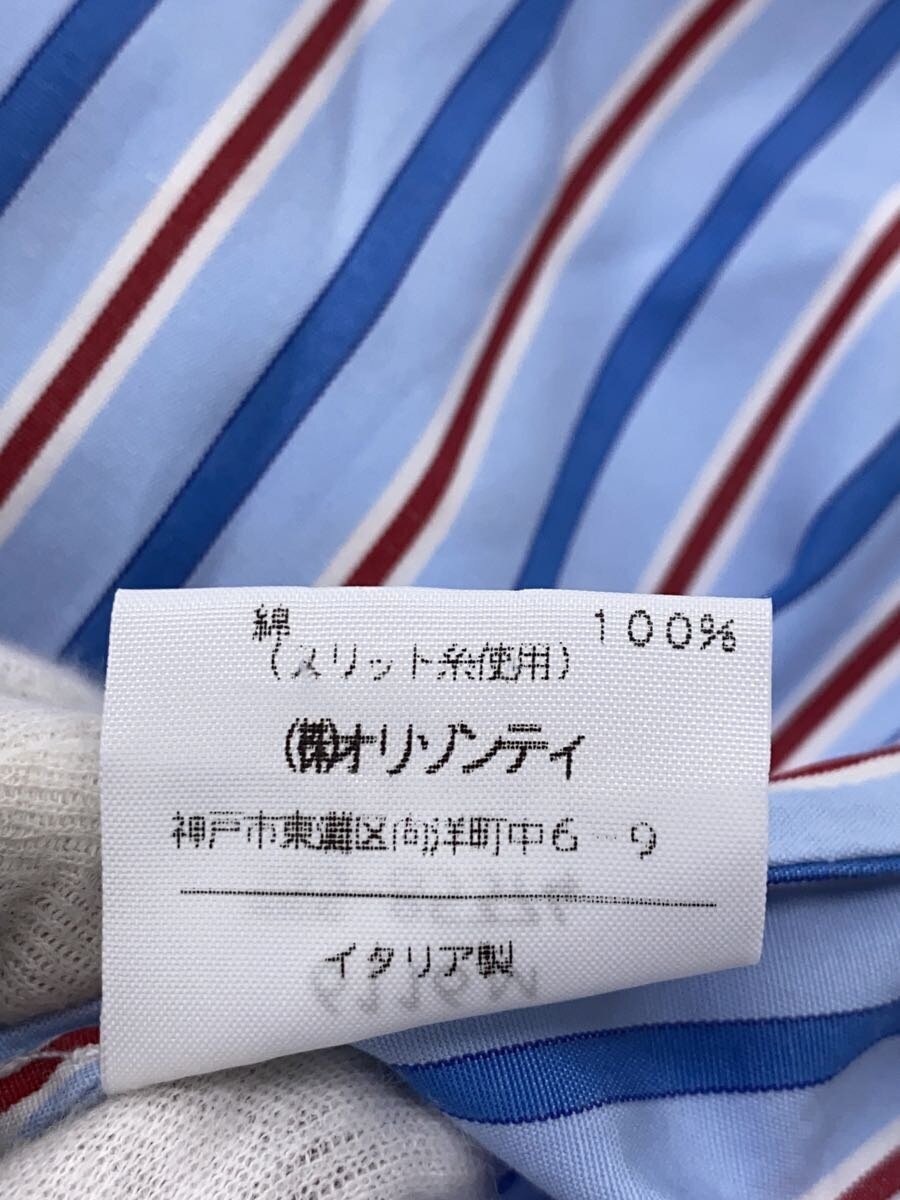 綿 100%
(スリット糸使用)
㈱オリゾンティ
神戸市東灘区向洋町中6-9
イタリア製